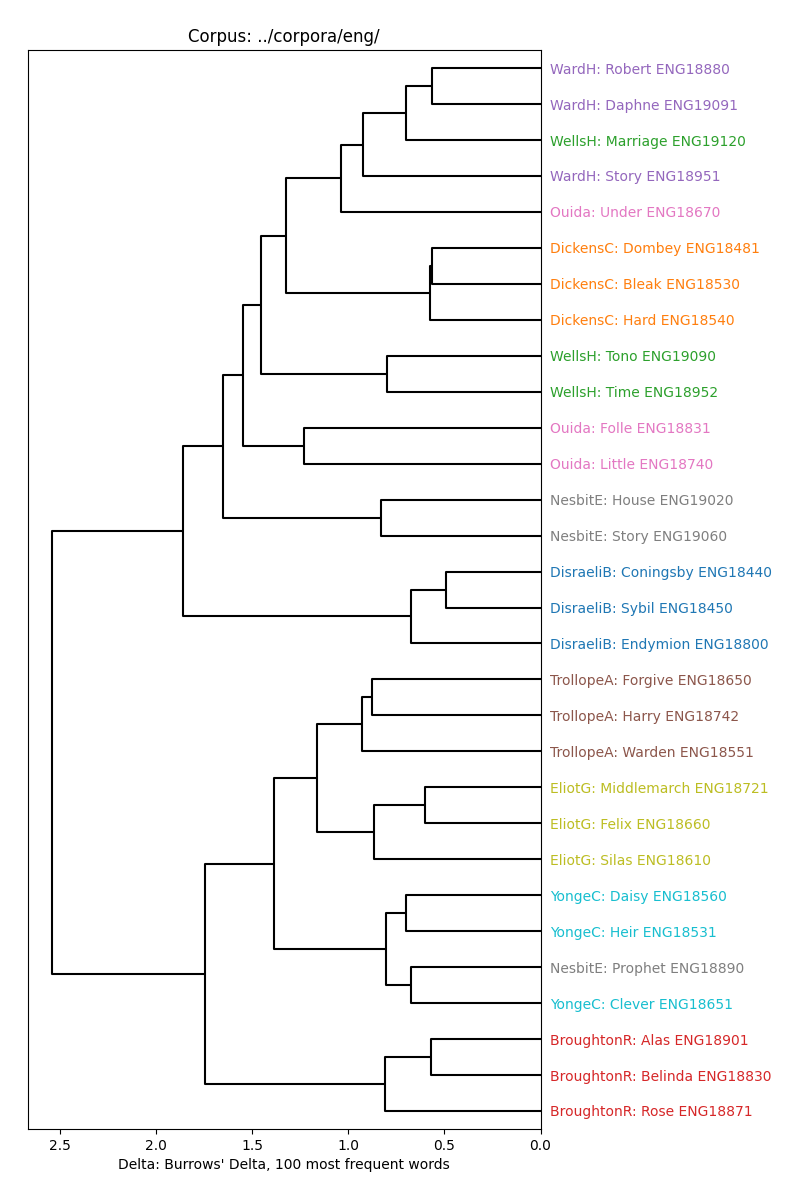 Corpus: ../corpora/eng/
WardH: Robert ENG18880
WardH: Daphne ENG19091
WellsH: Marriage ENG19120
WardH: Story ENG18951
Ouida: Under ENG18670
DickensC: Dombey ENG18481
DickensC: Bleak ENG18530
DickensC: Hard ENG18540
WellsH: Tono ENG19090
WellsH: Time ENG18952
Ouida: Folle ENG18831
Ouida: Little ENG18740
NesbitE: House ENG19020
NesbitE: Story ENG19060
DisraeliB: Coningsby ENG18440
DisraeliB: Sybil ENG18450
DisraeliB: Endymion ENG18800
TrollopeA: Forgive ENG18650
TrollopeA: Harry ENG18742
TrollopeA: Warden ENG18551
EliotG: Middlemarch ENG18721
EliotG: Felix ENG18660
EliotG: Silas ENG18610
YongeC: Daisy ENG18560
YongeC: Heir ENG18531
NesbitE: Prophet ENG18890
YongeC: Clever ENG18651
BroughtonR: Alas ENG18901
BroughtonR: Belinda ENG18830
BroughtonR: Rose ENG18871
2.5 2.0 1.5 1.0 0.5 0.0
Delta: Burrows' Delta, 100 most frequent words